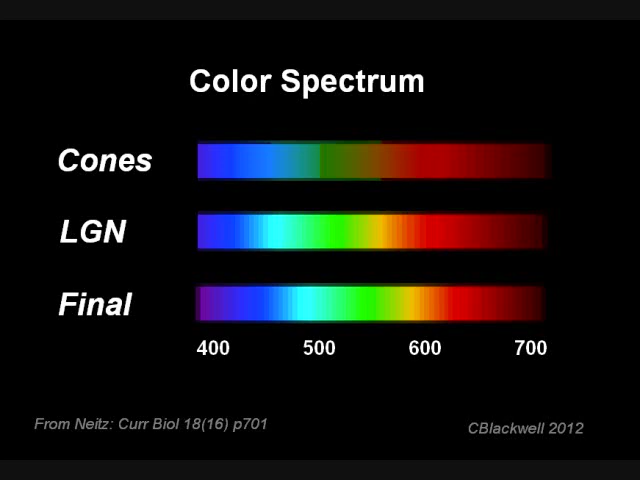 Color Spectrum
Cones
LGN
Final
400 500 600 700
From Neitz: Curr Biol 18(16) p701
CBlackwell 2012